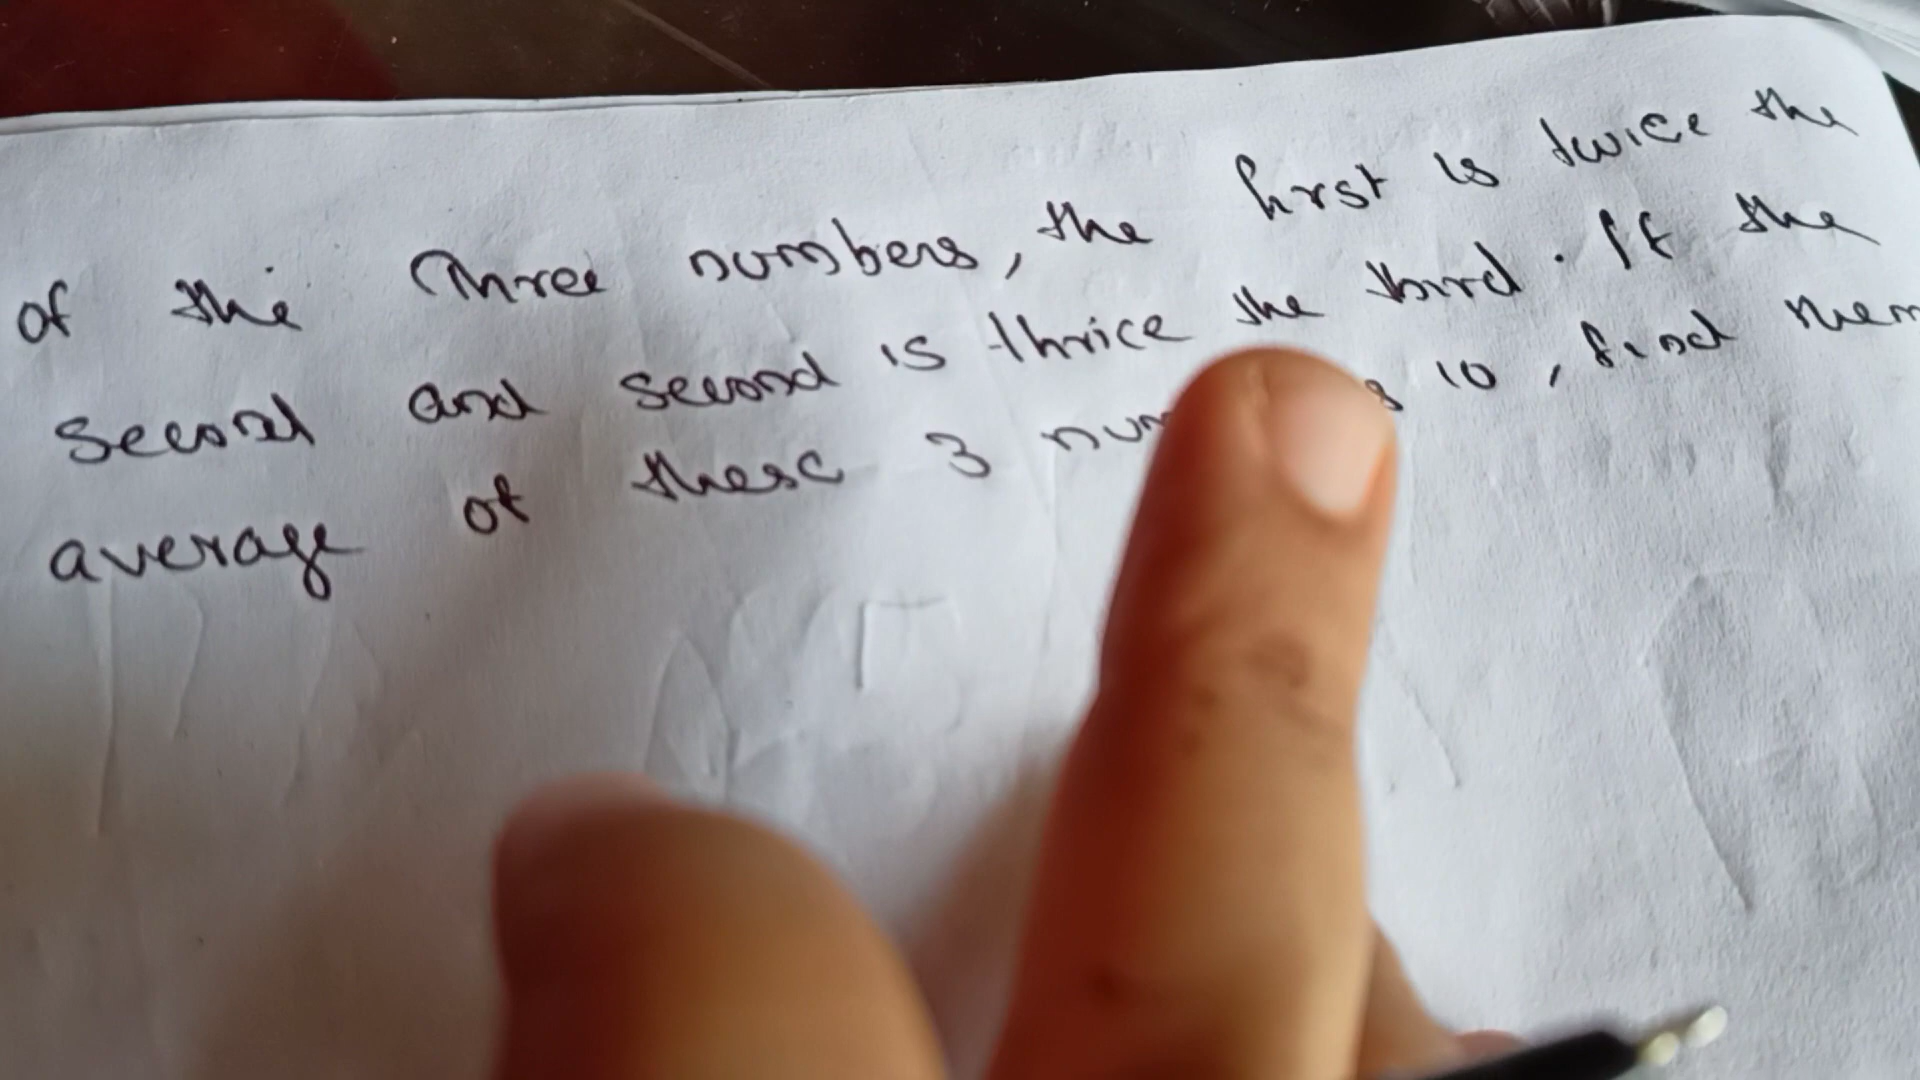 of the Three numbers, the first is twice the
second and second is thrice the third. If the
average of these 3 10, find them